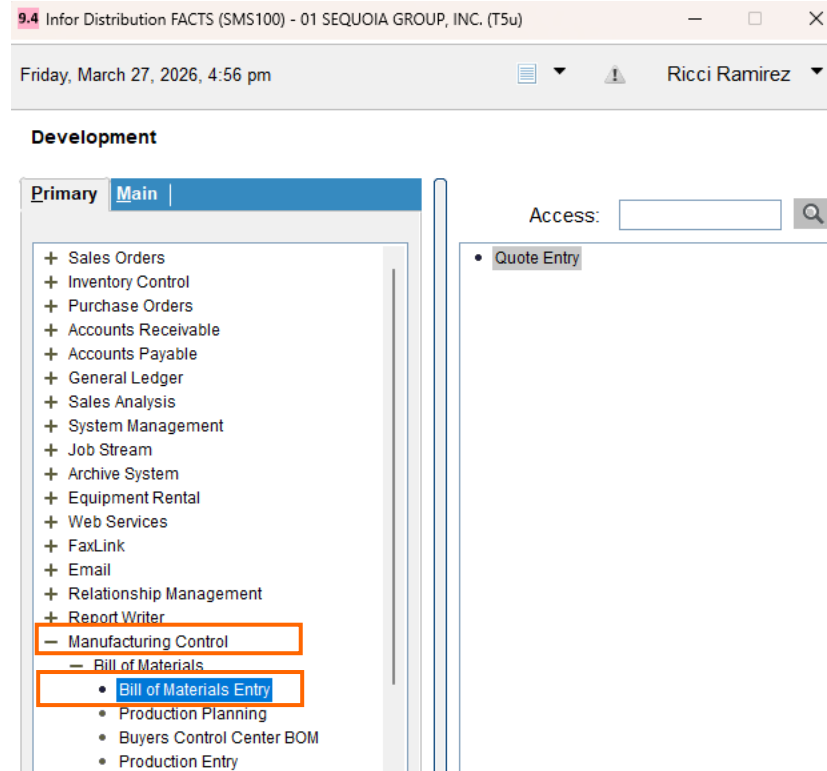 9.4 Infor Distribution FACTS (SMS100) - 01 SEQUOIA GROUP, INC. (T5u)
Friday, March 27, 2026, 4:56 pm
Ricci Ramirez
Development
Primary Main
Access:
Sales Orders
Inventory Control
Purchase Orders
Accounts Receivable
Accounts Payable
General Ledger
Sales Analysis
System Management
Job Stream
Archive System
Equipment Rental
Web Services
FaxLink
Email
Relationship Management
Report Writer
Manufacturing Control
Bill of Materials
Bill of Materials Entry
Production Planning
Buyers Control Center BOM
Production Entry
Quote Entry